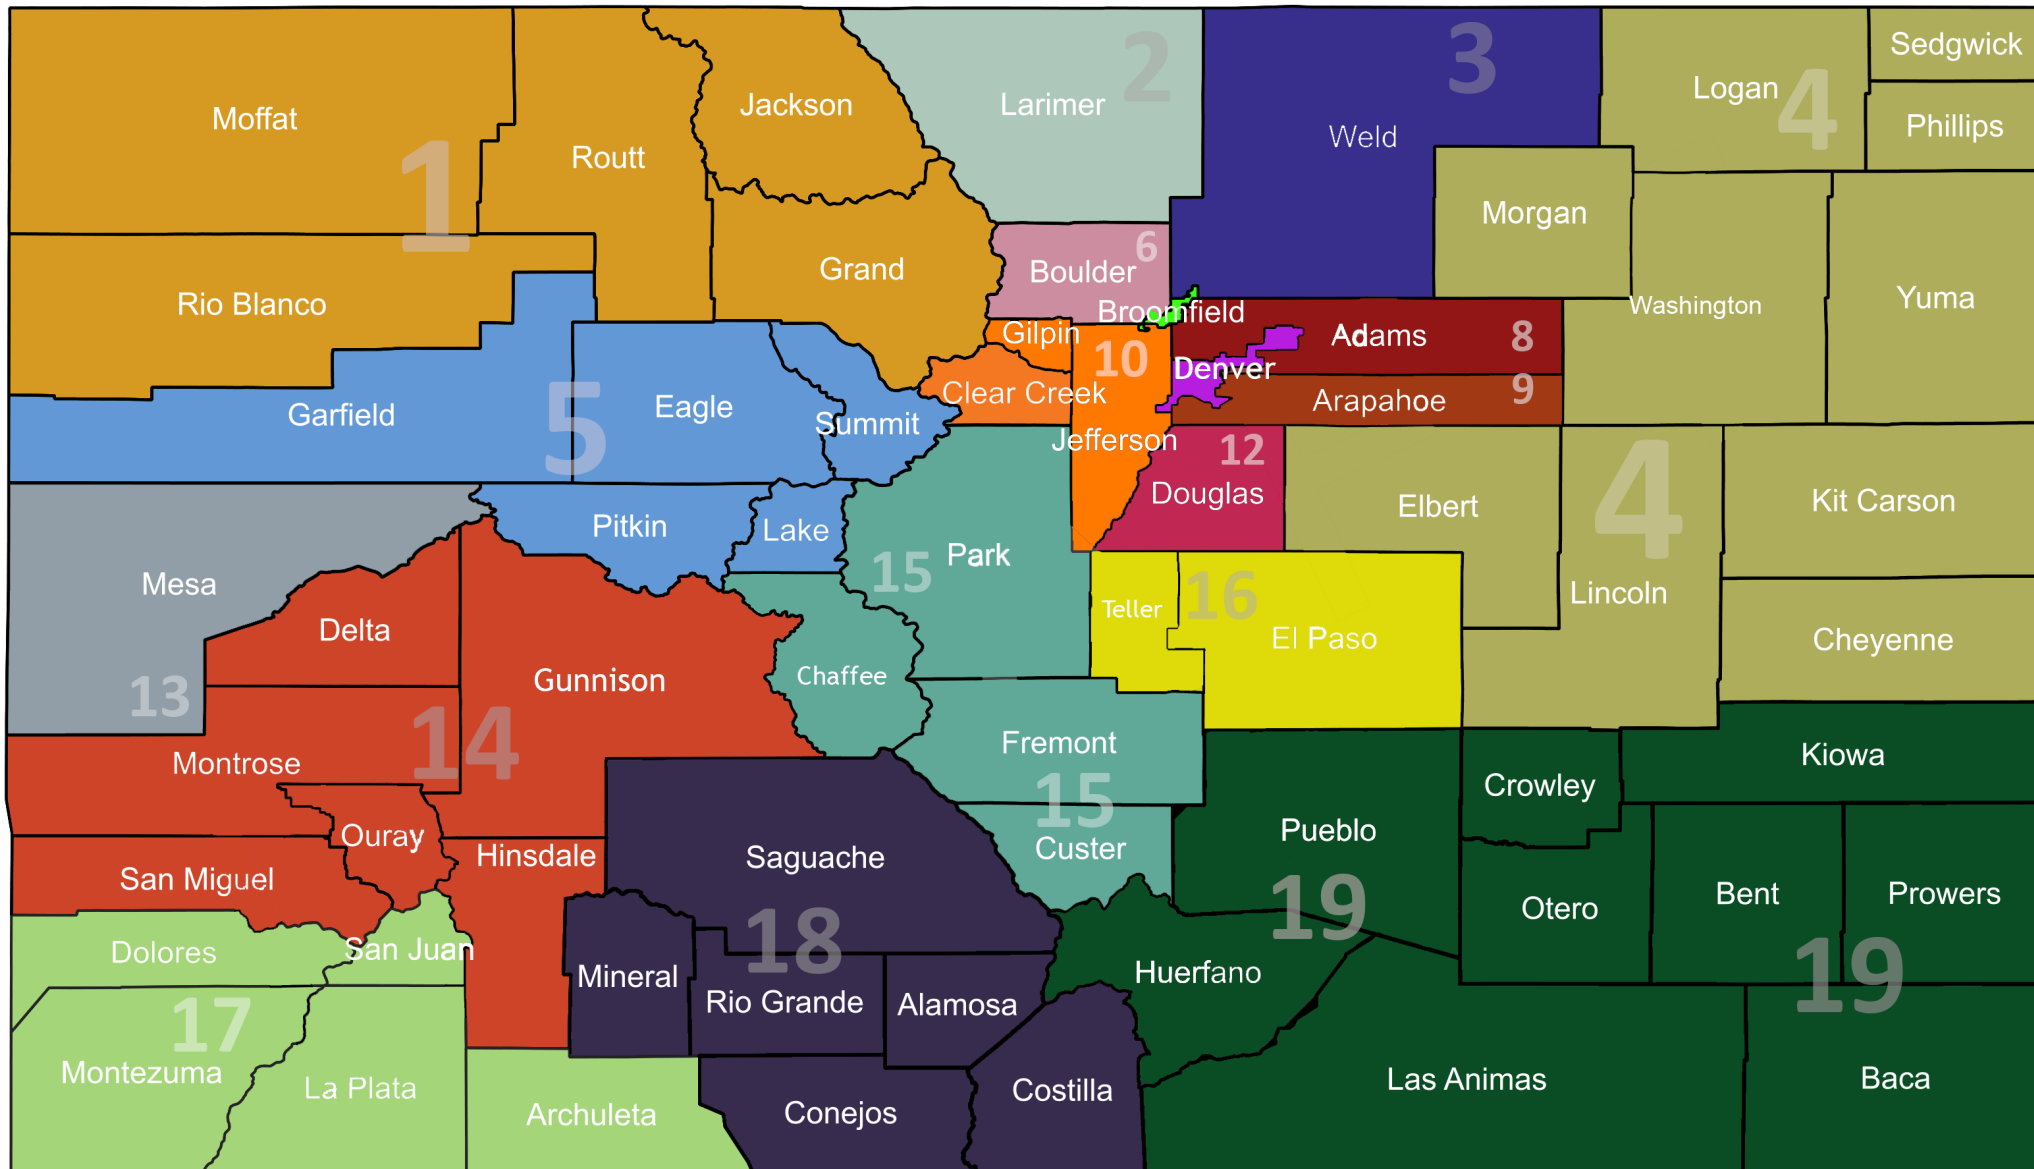 Moffat
1
Routt
Jackson
Larimer
2
Weld
3
Logan
4
Sedgwick
Phillips
Morgan
Rio Blanco
Grand
Boulder
6
Broomfield
Washington
Yuma
Gilpin
10
Adams
8
Denver
Garfield
5
Eagle
Summit
Clear Creek
Arapahoe
9
Jefferson
12
Douglas
Elbert
4
Kit Carson
Pitkin
Lake
15
Park
Mesa
13
Delta
Teller
16
El Paso
Lincoln
Cheyenne
Gunnison
Chaffee
14
Montrose
Fremont
15
Custer
Crowley
Kiowa
Ouray
Hinsdale
Saguache
Pueblo
San Miguel
18
19
Otero
Bent
Prowers
Dolores
San Juan
Mineral
Rio Grande
Alamosa
Huerfano
19
17
Montezuma
La Plata
Archuleta
Conejos
Costilla
Las Animas
Baca